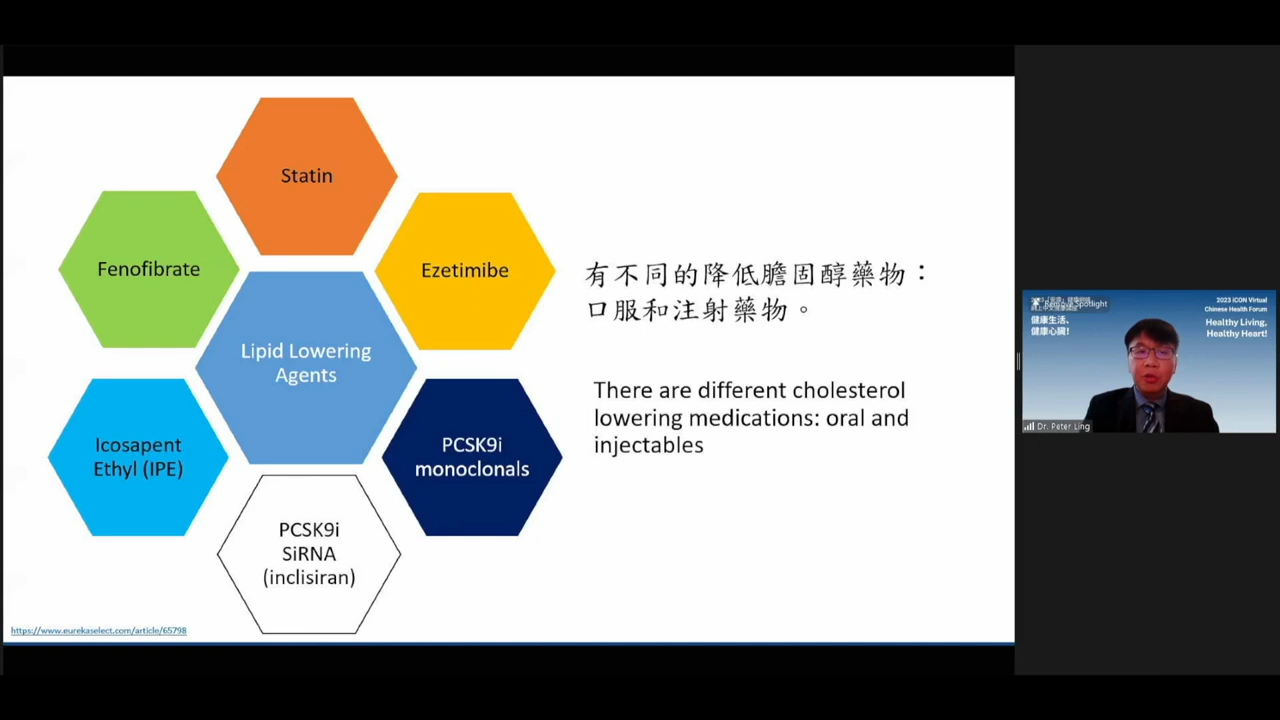 Statin
Fenofibrate
Ezetimibe
Lipid Lowering
Agents
Icosapent
Ethyl (IPE)
PCSK9i
monoclonals
PCSK9i
SiRNA
(inclisiran)
有不同的降低膽固醇藥物：
口服和注射藥物。
There are different cholesterol
lowering medications: oral and
injectables
https://www.eurekaselect.com/article/65798
2023 iCON Virtual
Chinese Health Forum
健康生活、
健康心臟!
Healthy Living,
Healthy Heart!
Dr. Peter Ling